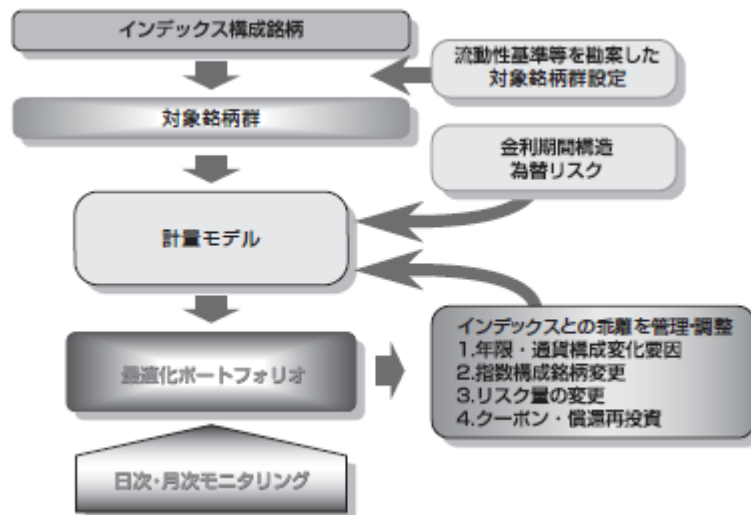 インデックス構成銘柄
流動性基準等を勘案した
対象銘柄群設定
対象銘柄群
金利期間構造
為替リスク
計量モデル
インデックスとの乖離を管理・調整
1.年限・通貨構成変化要因
2.指数構成銘柄変更
3.リスク量の変更
4.クーポン・償還再投資
最適化ポートフォリオ
日次・月次モニタリング